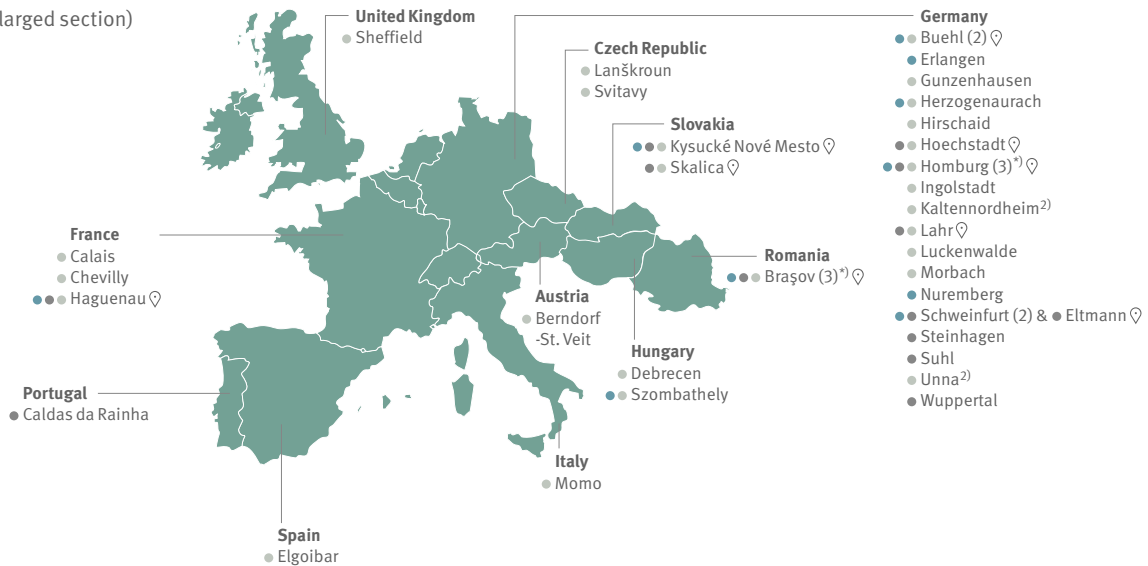 larged section)
United Kingdom
Sheffield
Czech Republic
Lanškroun
Svitavy
Slovakia
Kysucké Nové Mesto
Skalica
France
Calais
Chevilly
Haguenau
Romania
Braşov (3)*)
Austria
Berndorf
-St. Veit
Hungary
Debrecen
Szombathely
Portugal
Caldas da Rainha
Italy
Momo
Spain
Elgoibar
Germany
Buehl (2)
Erlangen
Gunzenhausen
Herzogenaurach
Hirschaid
Hoechstadt
Homburg (3)*)
Ingolstadt
Kaltennordheim2)
Lahr
Luckenwalde
Morbach
Nuremberg
Schweinfurt (2) & Eltmann
Steinhagen
Suhl
Unna2)
Wuppertal